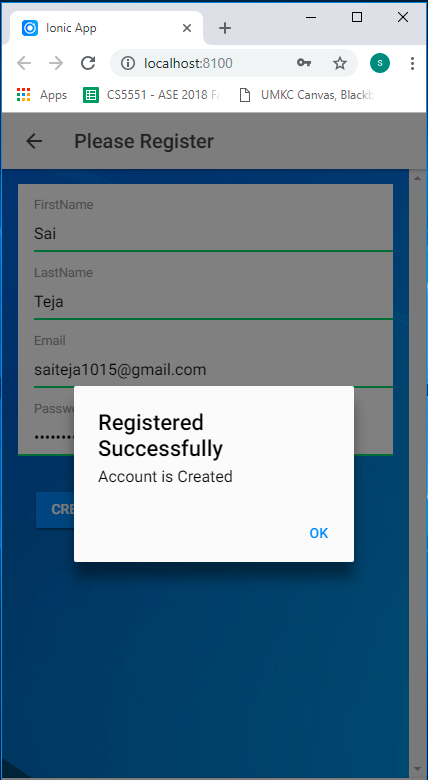 Ionic App
localhost:8100
S
Apps
CS5551 - ASE 2018 Fa
UMKC Canvas, Blackb
Please Register
FirstName
Sai
LastName
Teja
Email
saiteja1015@gmail.com
Passw
Registered
Successfully
Account is Created
CRE
OK